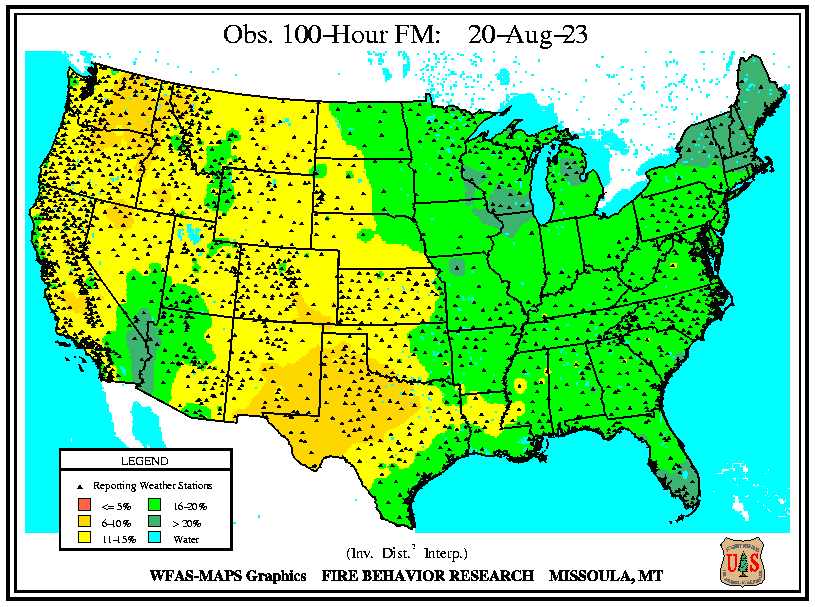 Obs. 100-Hour FM: 20-Aug-23
LEGEND
Reporting Weather Stations
<= 5% 16-20%
6-10% > 20%
11-15% Water
(Inv. Dist.² Interp.)
WFAS-MAPS Graphics FIRE BEHAVIOR RESEARCH MISSOULA, MT
U S